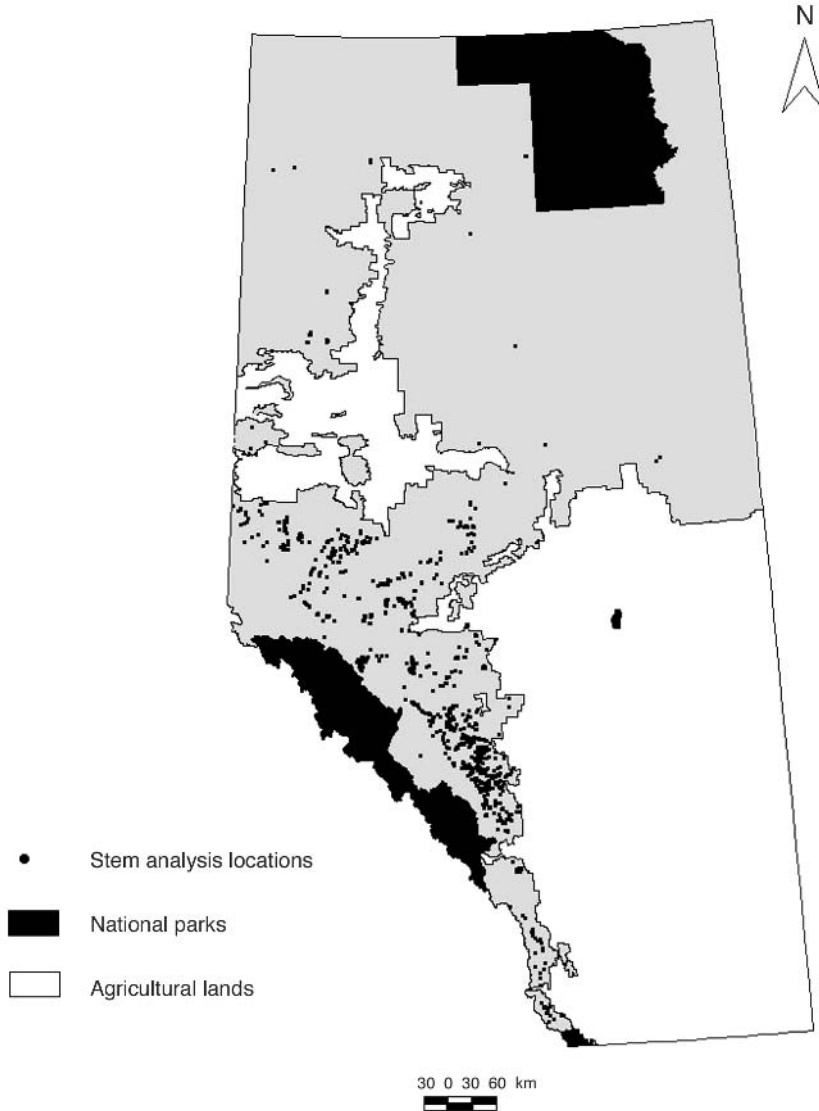 N
Stem analysis locations
National parks
Agricultural lands
30 0 30 60 km